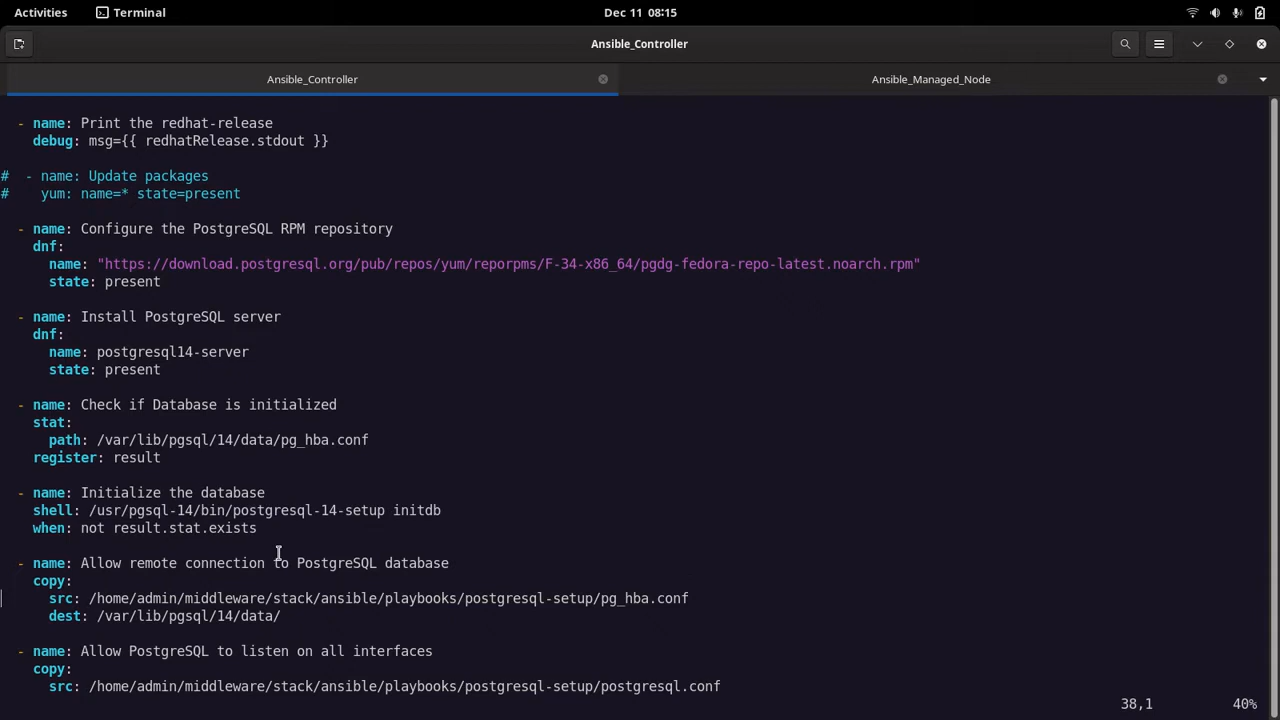 Activities
Terminal
Dec 11 08:15
Ansible_Controller
Ansible_Controller
Ansible_Managed_Node
- name: Print the redhat-release
debug: msg={{ redhatRelease.stdout }}
# - name: Update packages
# yum: name=* state=present
- name: Configure the PostgreSQL RPM repository
dnf:
name: "https://download.postgresql.org/pub/repos/yum/reporpms/F-34-x86_64/pgdg-fedora-repo-latest.noarch.rpm"
state: present
- name: Install PostgreSQL server
dnf:
name: postgresql14-server
state: present
- name: Check if Database is initialized
stat:
path: /var/lib/pgsql/14/data/pg_hba.conf
register: result
- name: Initialize the database
shell: /usr/pgsql-14/bin/postgresql-14-setup initdb
when: not result.stat.exists
- name: Allow remote connection to PostgreSQL database
copy:
src: /home/admin/middleware/stack/ansible/playbooks/postgresql-setup/pg_hba.conf
dest: /var/lib/pgsql/14/data/
- name: Allow PostgreSQL to listen on all interfaces
copy:
src: /home/admin/middleware/stack/ansible/playbooks/postgresql-setup/postgresql.conf
38,1 40%